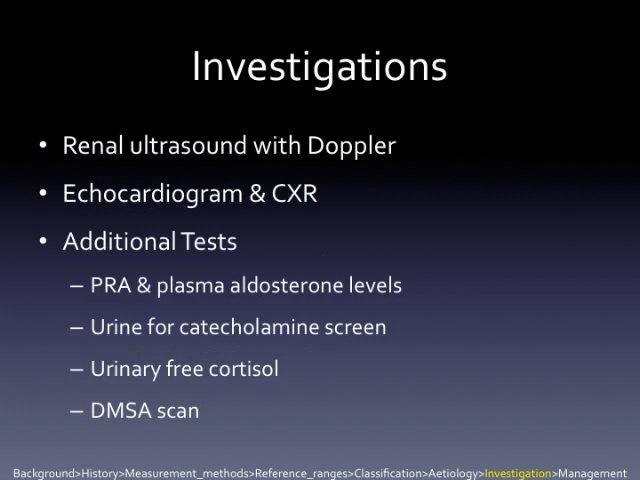 Investigations
• Renal ultrasound with Doppler
• Echocardiogram & CXR
• Additional Tests
– PRA & plasma aldosterone levels
– Urine for catecholamine screen
– Urinary free cortisol
– DMSA scan
Background>History>Measurement_methods>Reference_ranges>Classification>Aetiology>Investigation>Management